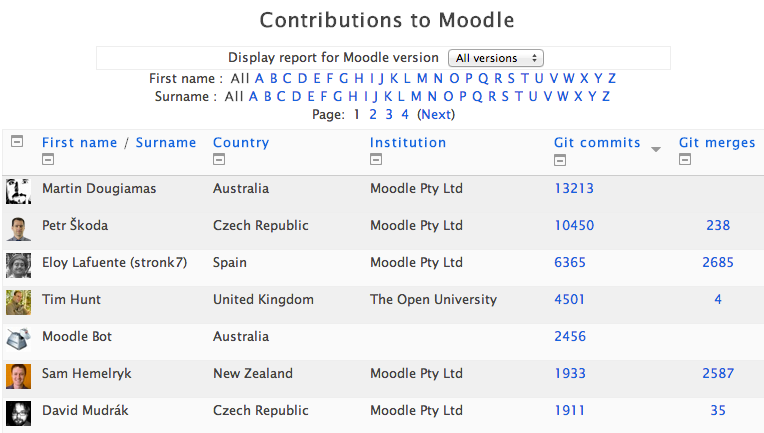 Contributions to Moodle
Display report for Moodle version All versions
First name : All A B C D E F G H I J K L M N O P Q R S T U V W X Y Z
Surname : All A B C D E F G H I J K L M N O P Q R S T U V W X Y Z
Page: 1 2 3 4 (Next)
First name / Surname Country Institution Git commits Git merges
Martin Dougiamas Australia Moodle Pty Ltd 13213
Petr Škoda Czech Republic Moodle Pty Ltd 10450 238
Eloy Lafuente (stronk7) Spain Moodle Pty Ltd 6365 2685
Tim Hunt United Kingdom The Open University 4501 4
Moodle Bot Australia 2456
Sam Hemelryk New Zealand Moodle Pty Ltd 1933 2587
David Mudrák Czech Republic Moodle Pty Ltd 1911 35